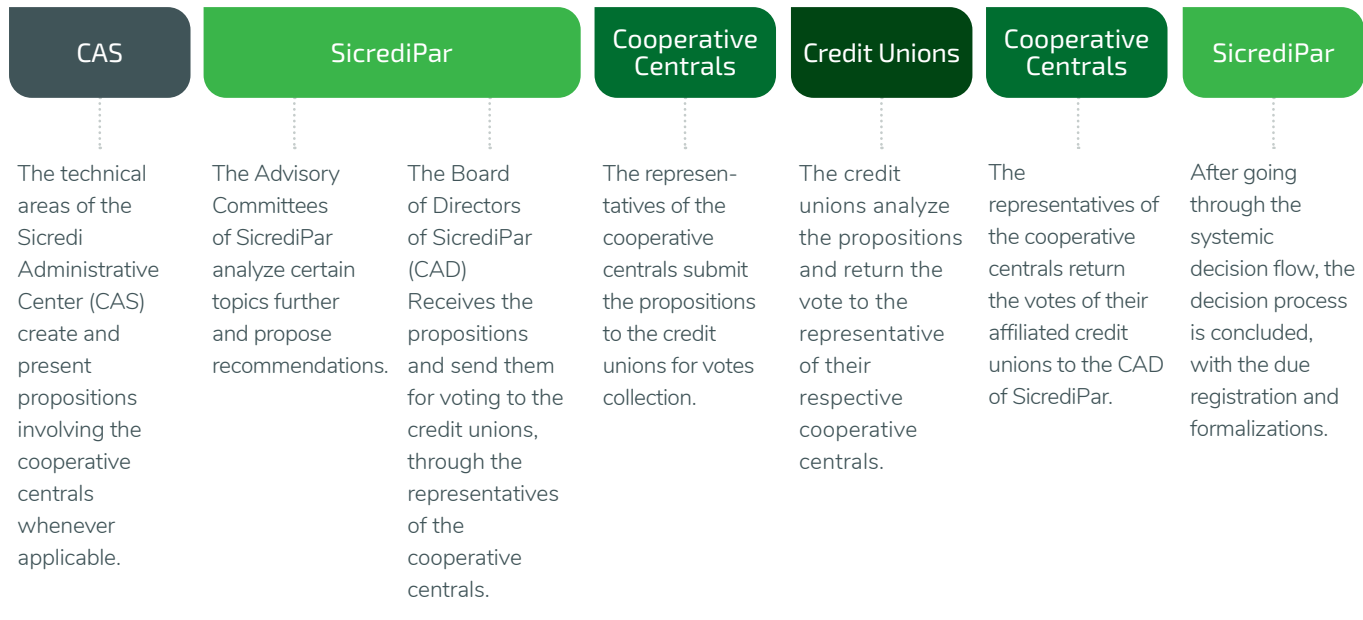 CAS
SicrediPar
Cooperative
Centrals
Credit Unions
Cooperative
Centrals
SicrediPar
The technical
areas of the
Sicredi
Administrative
Center (CAS)
create and
present
propositions
involving the
cooperative
centrals
whenever
applicable.
The Advisory
Committees
of SicrediPar
analyze certain
topics further
and propose
recommendations.
The Board
of Directors
of SicrediPar
(CAD)
Receives the
propositions
and send them
for voting to the
credit unions,
through the
representatives
of the
cooperative
centrals.
The represen-
tatives of the
cooperative
centrals submit
the propositions
to the credit
unions for votes
collection.
The credit
unions analyze
the propositions
and return the
vote to the
representative
of their
respective
cooperative
centrals.
The
representatives of
the cooperative
centrals return
the votes of their
affiliated credit
unions to the CAD
of SicrediPar.
After going
through the
systemic
decision flow, the
decision process
is concluded,
with the due
registration and
formalizations.